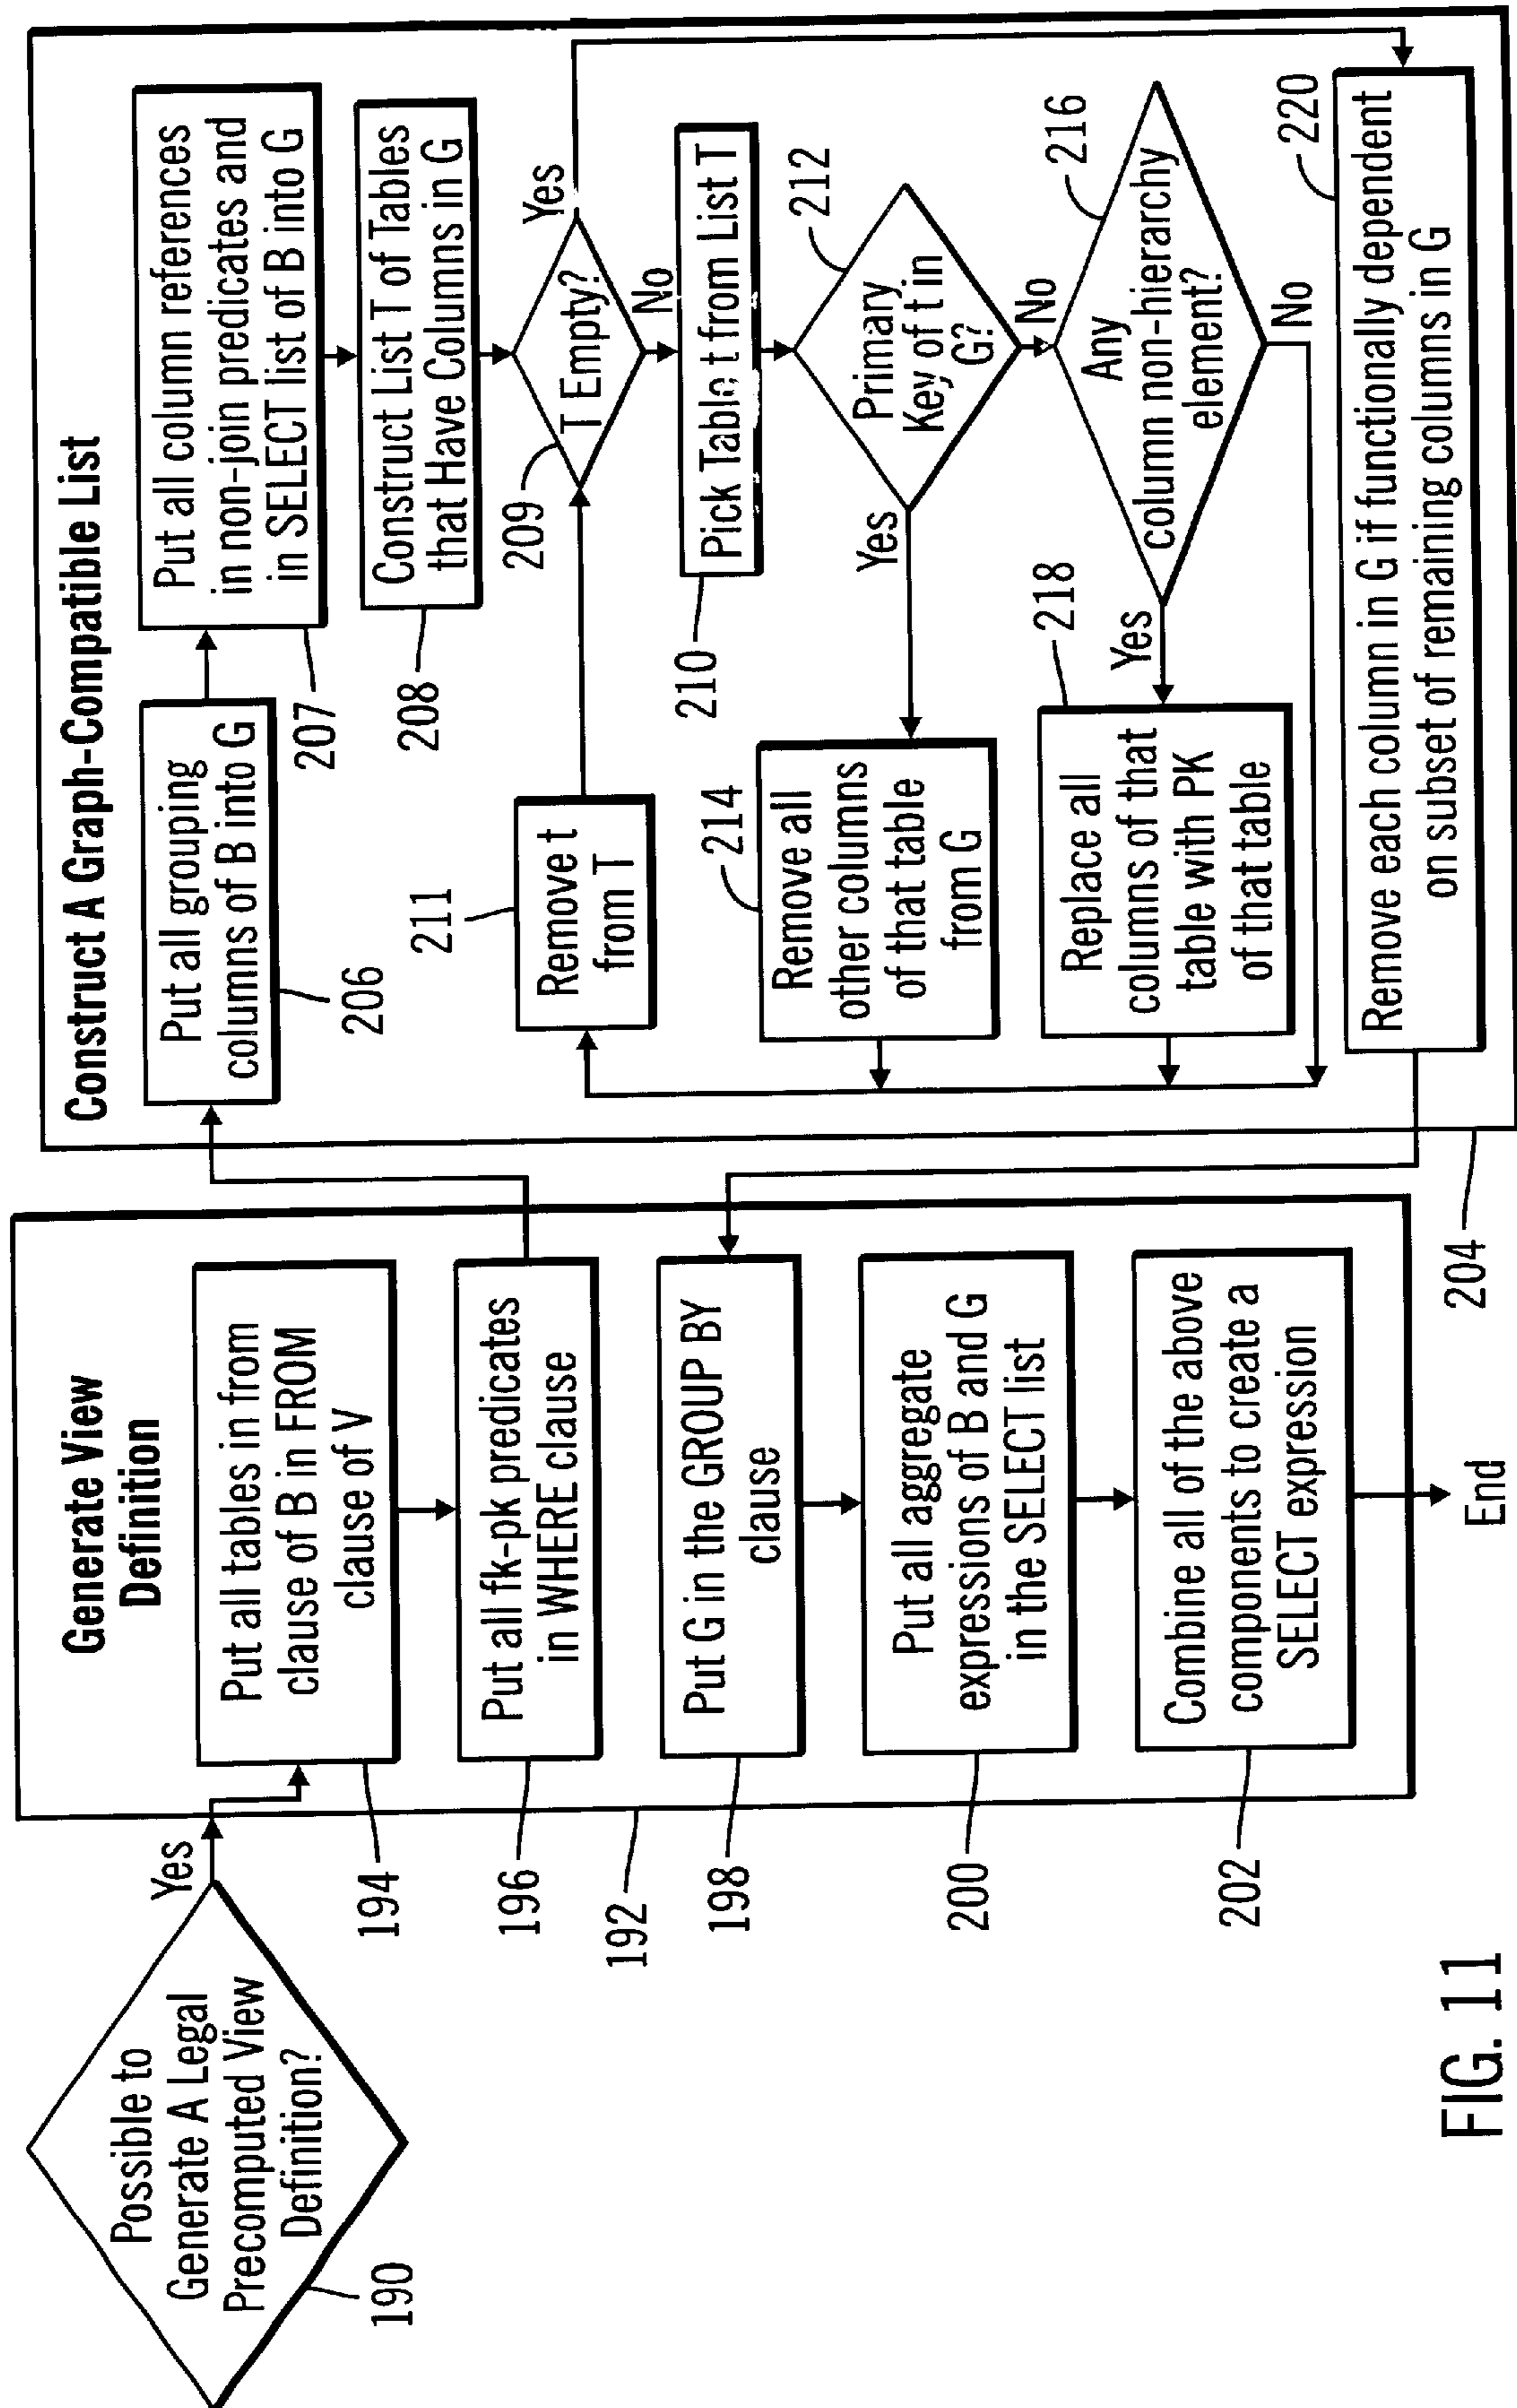 Possible to
Generate A Legal
Precomputed View
Definition?
190
Yes
Generate View
Definition
Put all tables in from
clause of B in FROM
clause of V
194
Put all fk-pk predicates
in WHERE clause
196
192
Put G in the GROUP BY
clause
198
Put all aggregate
expressions of B and G
in the SELECT list
200
Combine all of the above
components to create a
SELECT expression
202
End
Construct A Graph-Compatible List
Put all grouping
columns of B into G
206
Put all column references
in non-join predicates and
in SELECT list of B into G
207
Construct List T of Tables
that Have Columns in G
208
T Empty?
209
Yes
No
Remove t
from T
211
Pick Table t from List T
210
Primary
Key of t in
G?
212
Yes
No
Remove all
other columns
of that table
from G
214
Any
column non-hierarchy
element?
216
Yes
No
Replace all
columns of that
table with PK
of that table
218
Remove each column in G if functionally dependent
on subset of remaining columns in G
220
204
FIG. 11